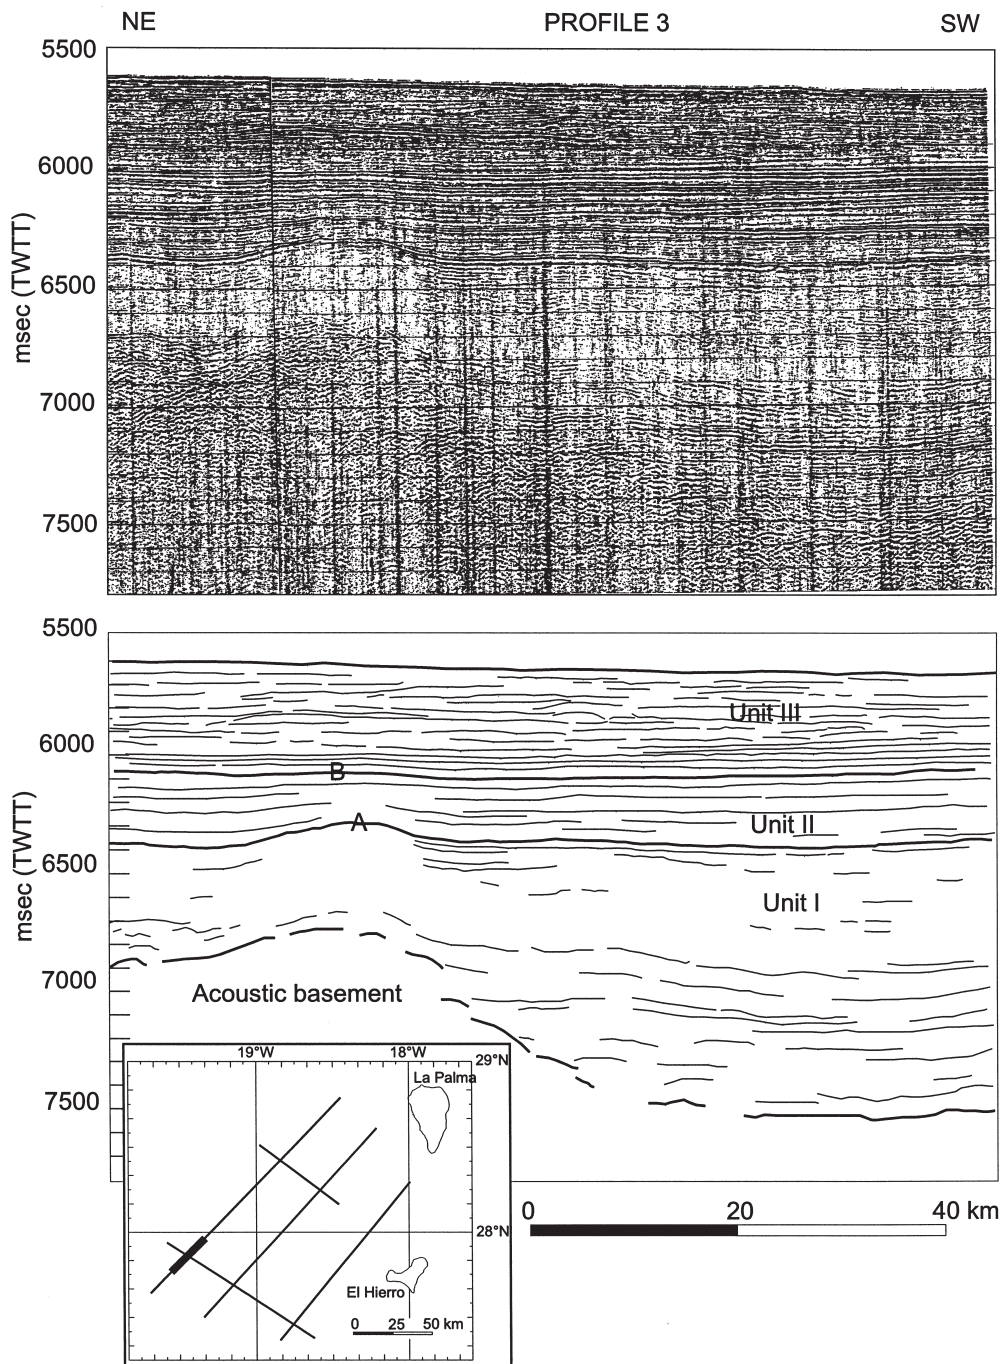 NE PROFILE 3 SW
5500
6000
msec (TWTT)
6500
7000
7500
5500
Unit III
6000
B
A
Unit II
msec (TWTT)
6500
Unit I
7000
Acoustic basement
7500
19°W 18°W
29°N
La Palma
28°N
El Hierro
0 25 50 km
0 20 40 km